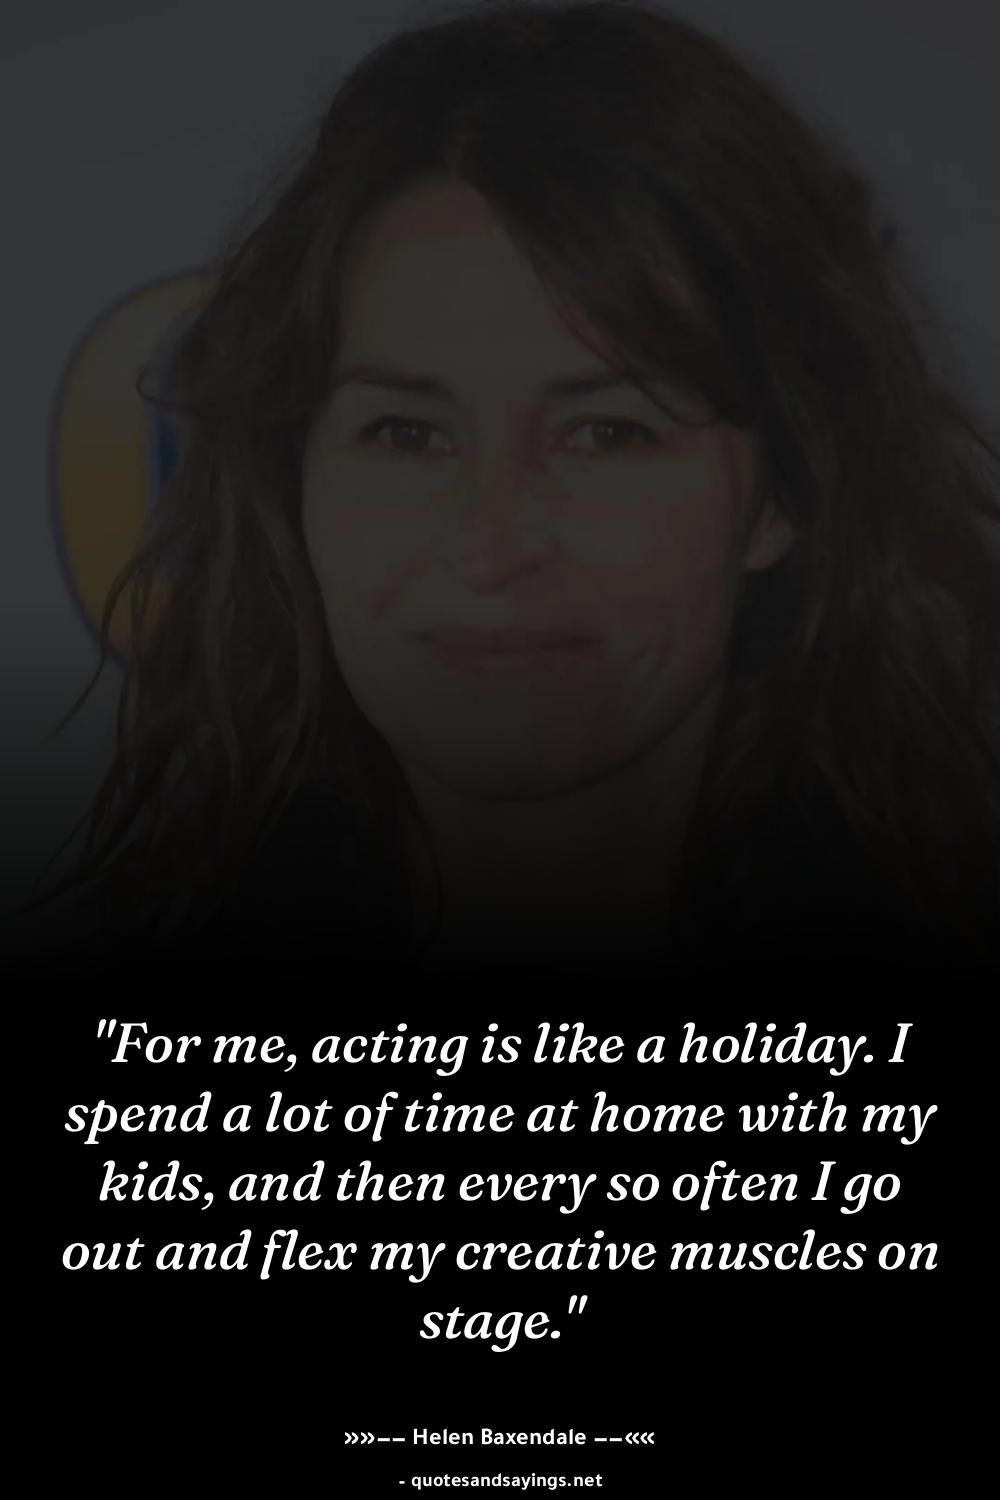 "For me, acting is like a holiday. I
spend a lot of time at home with my
kids, and then every so often I go
out and flex my creative muscles on
stage."
»»−− Helen Baxendale −−««
- quotesandsayings.net